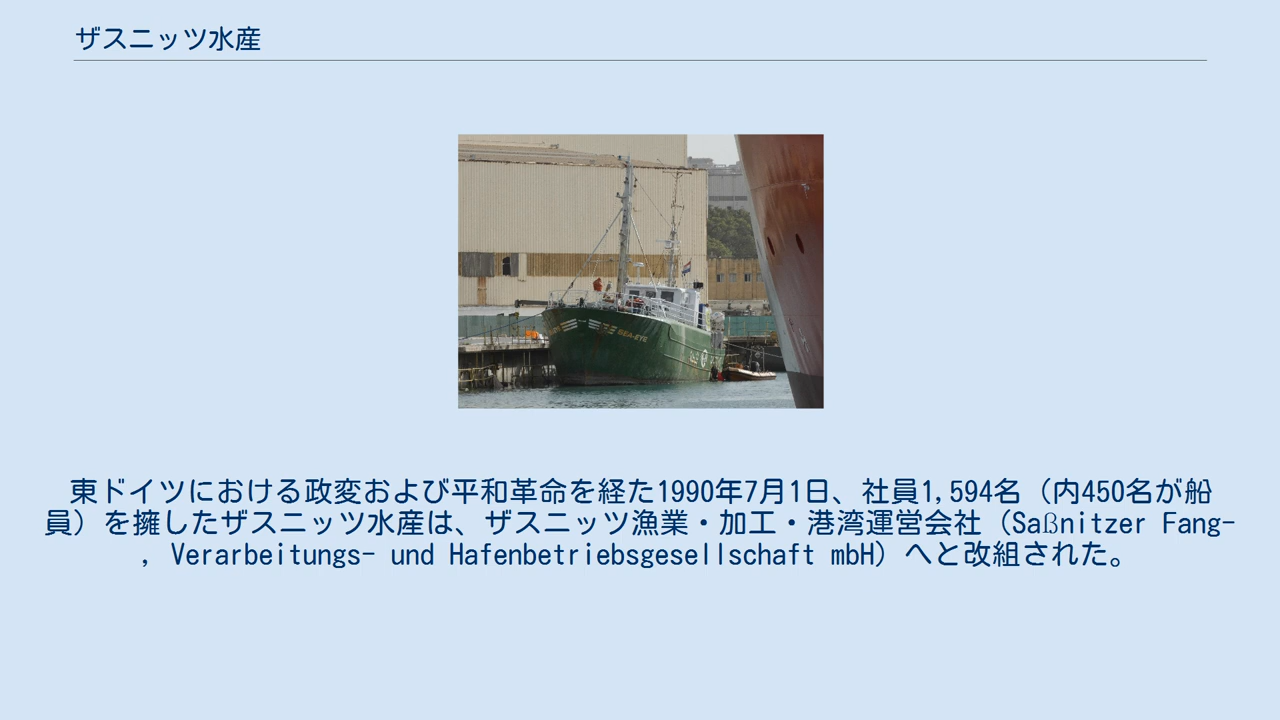 ザスニッツ水産
SEA-EYE
東ドイツにおける政変および平和革命を経た1990年7月1日、社員1,594名（内450名が船
員）を擁したザスニッツ水産は、ザスニッツ漁業・加工・港湾運営会社（Saßnitzer Fang-
, Verarbeitungs- und Hafenbetriebsgesellschaft mbH）へと改組された。